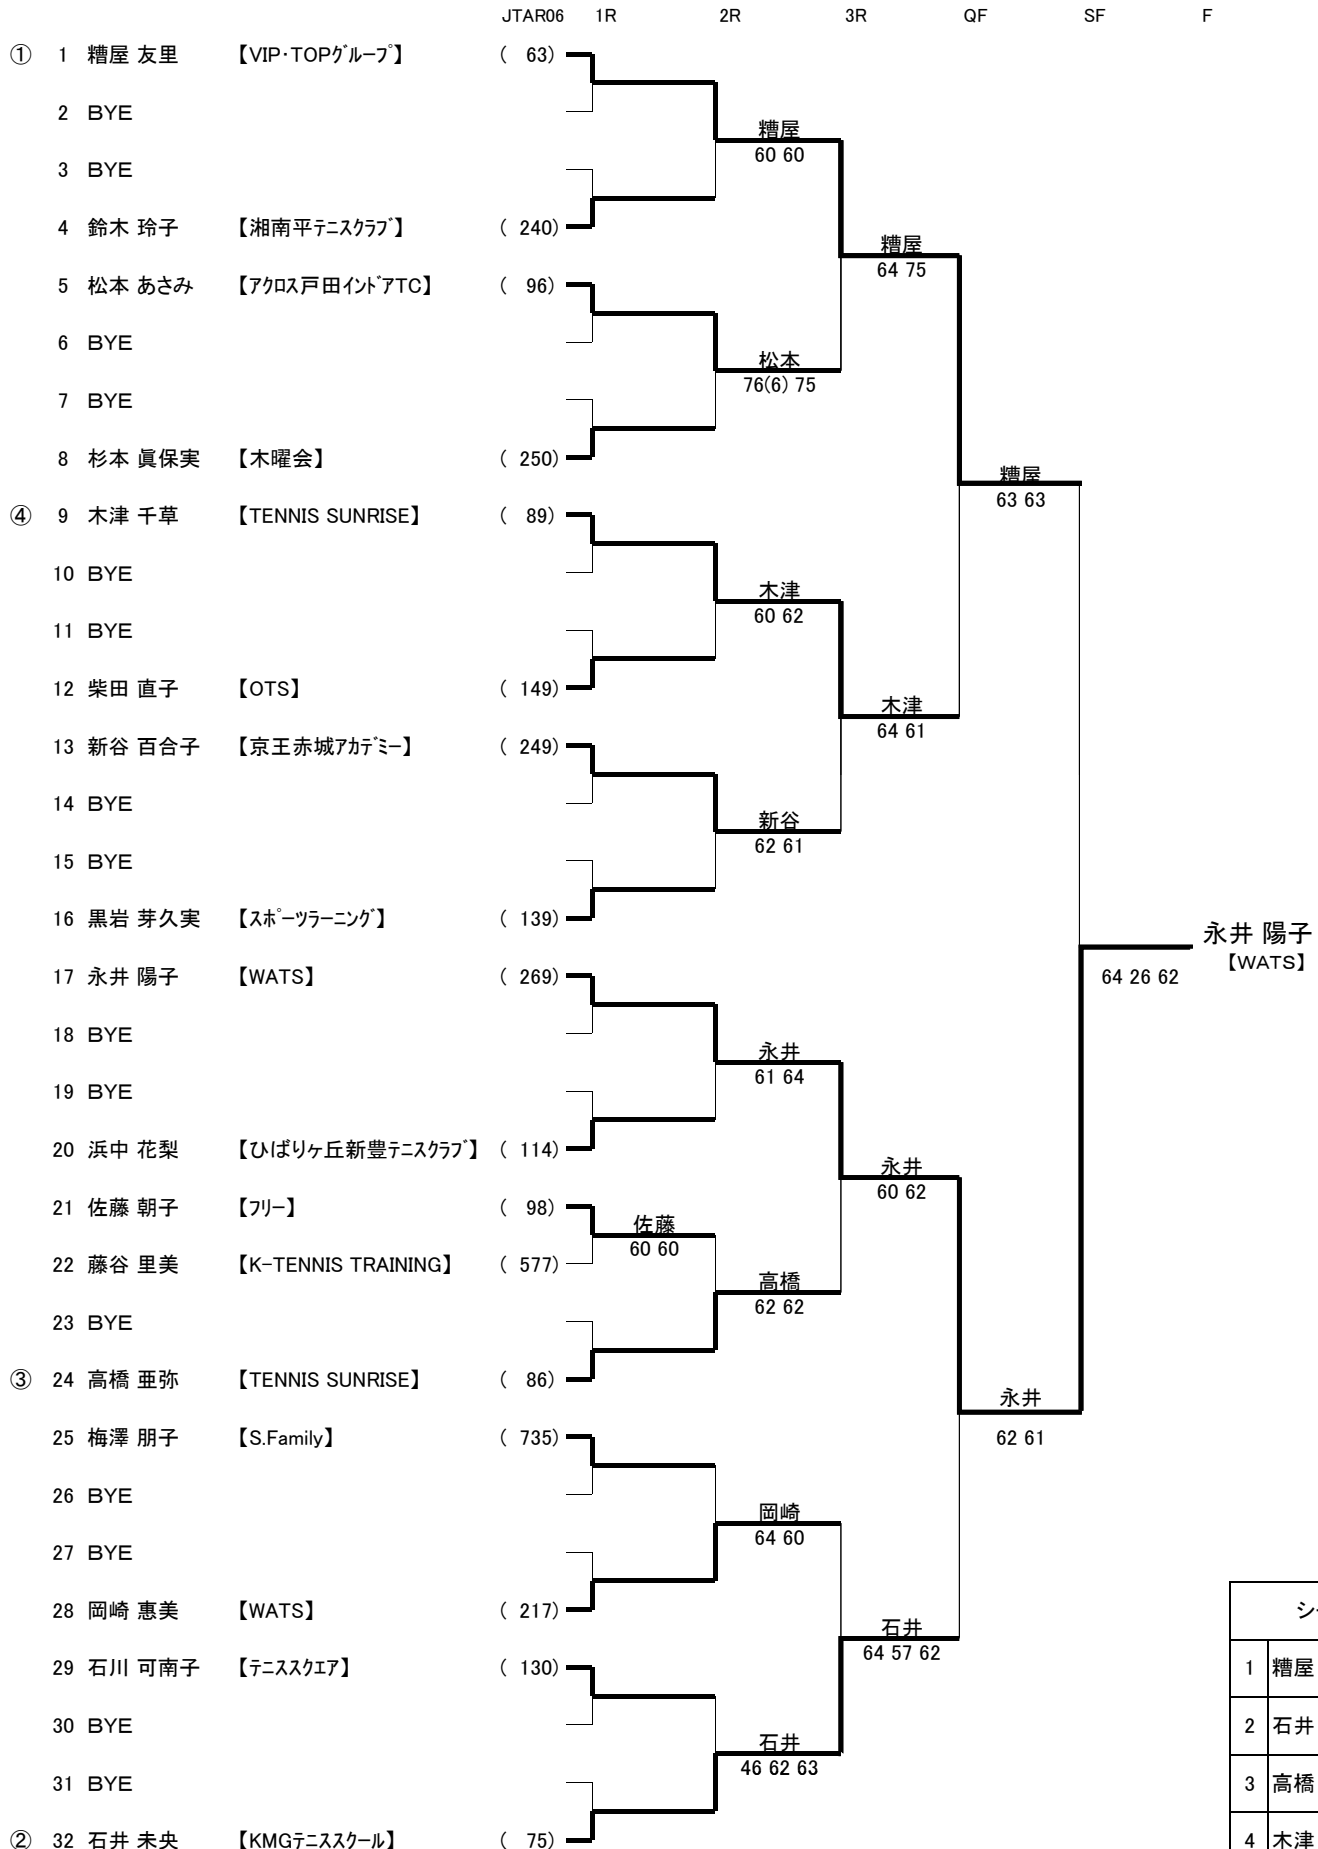 JTAR06 1R 2R 3R QF SF F
① 1 糟屋 友里 【VIP・TOPグループ】 ( 63)
2 BYE
糟屋
60 60
3 BYE
4 鈴木 玲子 【湘南平テニスクラブ】 ( 240)
糟屋
64 75
5 松本 あさみ 【アクロス戸田インドアTC】 ( 96)
6 BYE
松本
76(6) 75
7 BYE
8 杉本 眞保実 【木曜会】 ( 250)
糟屋
63 63
④ 9 木津 千草 【TENNIS SUNRISE】 ( 89)
10 BYE
木津
60 62
11 BYE
12 柴田 直子 【OTS】 ( 149)
木津
64 61
13 新谷 百合子 【京王赤城アカデミー】 ( 249)
14 BYE
新谷
62 61
15 BYE
16 黒岩 芽久実 【スポーツラーニング】 ( 139)
永井 陽子
【WATS】
64 26 62
17 永井 陽子 【WATS】 ( 269)
18 BYE
永井
61 64
19 BYE
20 浜中 花梨 【ひばりヶ丘新豊テニスクラブ】 ( 114)
永井
60 62
21 佐藤 朝子 【フリー】 ( 98)
佐藤
60 60
22 藤谷 里美 【K-TENNIS TRAINING】 ( 577)
高橋
62 62
23 BYE
③ 24 高橋 亜弥 【TENNIS SUNRISE】 ( 86)
永井
62 61
25 梅澤 朋子 【S.Family】 ( 735)
26 BYE
岡崎
64 60
27 BYE
28 岡崎 惠美 【WATS】 ( 217)
石井
64 57 62
29 石川 可南子 【テニススクエア】 ( 130)
30 BYE
石井
46 62 63
31 BYE
② 32 石井 未央 【KMGテニススクール】 ( 75)
1 糟屋
2 石井
3 高橋
4 木津